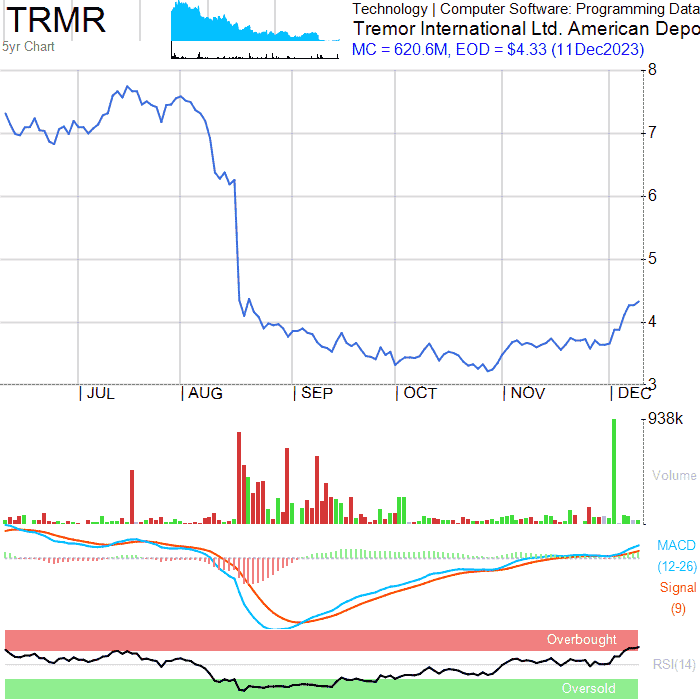 TRMR
5yr Chart
Technology | Computer Software: Programming Data
Tremor International Ltd. American Depo
MC = 620.6M, EOD = $4.33 (11Dec2023)
8
7
6
5
4
3
| JUL | AUG | SEP | OCT | NOV | DEC
938k
Volume
MACD
(12-26)
Signal
(9)
Overbought
RSI(14)
Oversold